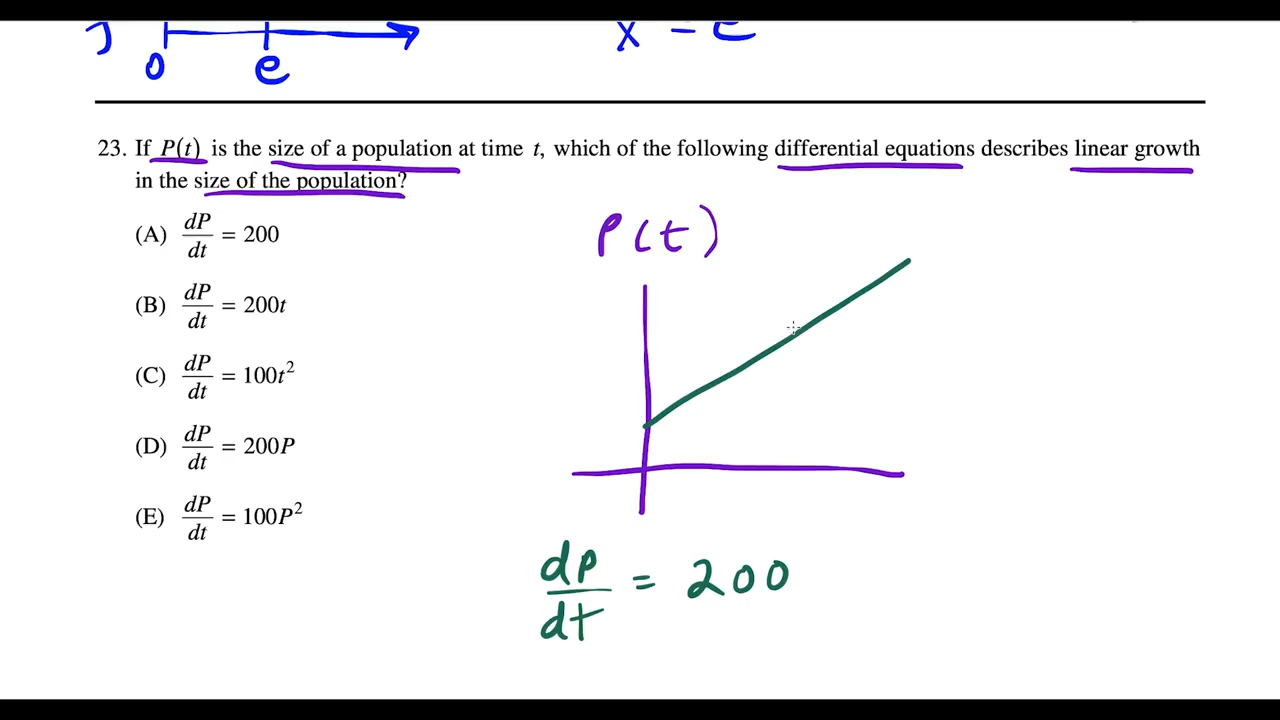 0 e x = e
23. If P(t) is the size of a population at time t, which of the following differential equations describes linear growth
in the size of the population?
P(t)
(A) dP/dt = 200
(B) dP/dt = 200t
(C) dP/dt = 100t²
(D) dP/dt = 200P
(E) dP/dt = 100P²
dP/dt = 200